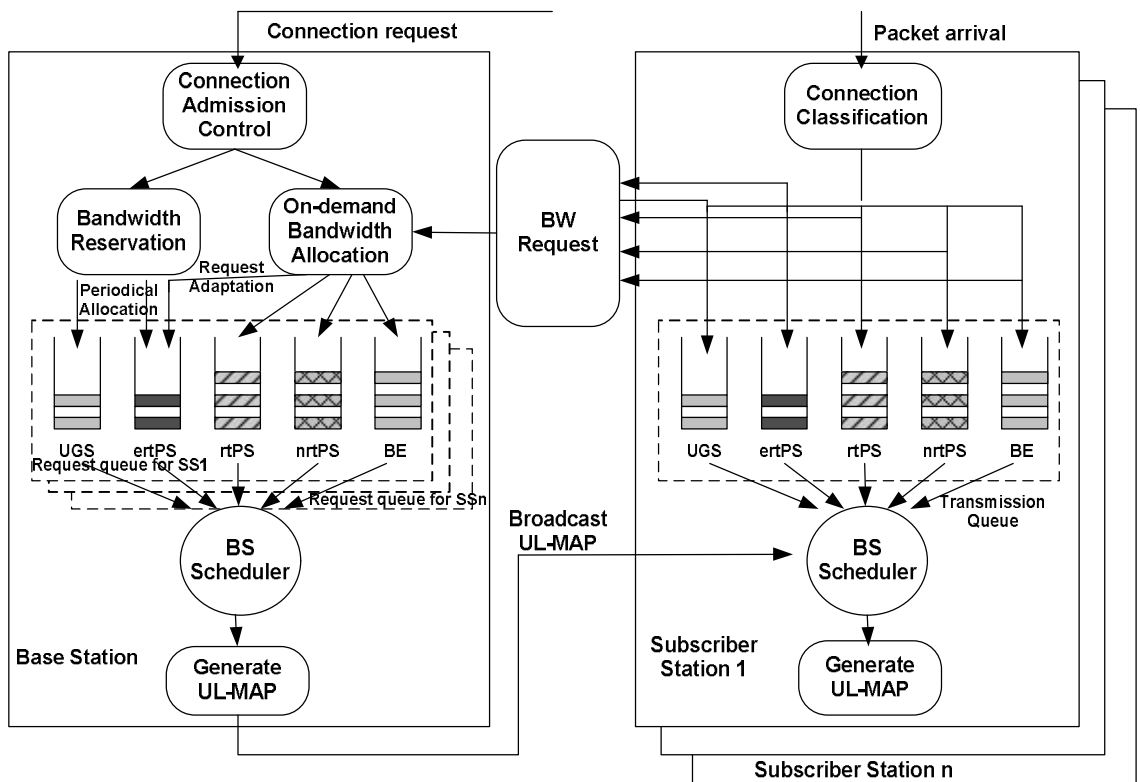 Connection request
Packet arrival
Connection
Admission
Control
Connection
Classification
Bandwidth
Reservation
On-demand
Bandwidth
Allocation
BW
Request
Request
Adaptation
Periodical
Allocation
UGS
ertPS
rtPS
nrtPS
BE
UGS
ertPS
rtPS
nrtPS
BE
Request queue for SS1
Request queue for SSn
Transmission
Queue
Broadcast
UL-MAP
BS
Scheduler
BS
Scheduler
Base Station
Generate
UL-MAP
Subscriber
Station 1
Generate
UL-MAP
Subscriber Station n